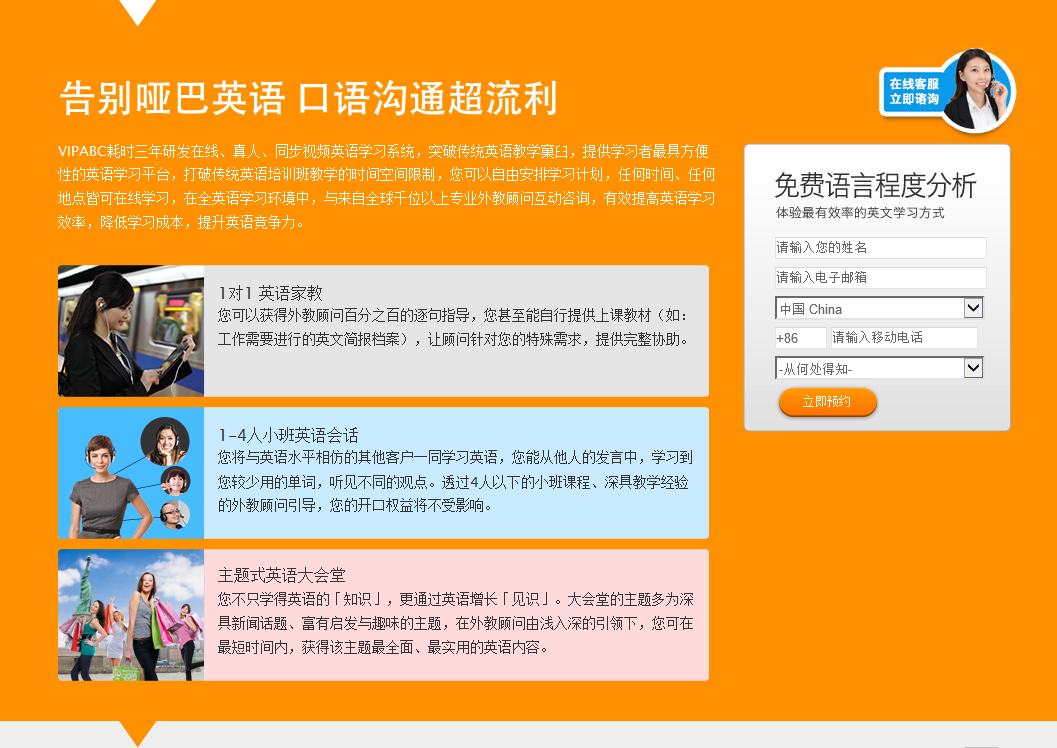 告别哑巴英语 口语沟通超流利
在线客服
立即谘询
VIPABC耗时三年研发在线、真人、同步视频英语学习系统，突破传统英语教学窠臼，提供学习者最具方便
性的英语学习平台，打破传统英语培训班教学的时间空间限制，您可以自由安排学习计划，任何时间、任何
地点皆可在线学习，在全英语学习环境中，与来自全球千位以上专业外教顾问互动咨询，有效提高英语学习
效率，降低学习成本，提升英语竞争力。
1对1 英语家教
您可以获得外教顾问百分之百的逐句指导，您甚至能自行提供上课教材（如：
工作需要进行的英文简报档案），让顾问针对您的特殊需求，提供完整协助。
1-4人小班英语会话
您将与英语水平相仿的其他客户一同学习英语，您能从他人的发言中，学习到
您较少用的单词，听见不同的观点。透过4人以下的小班课程、深具教学经验
的外教顾问引导，您的开口权益将不受影响。
主题式英语大会堂
您不只学得英语的「知识」，更通过英语增长「见识」。大会堂的主题多为深
具新闻话题、富有启发与趣味的主题，在外教顾问由浅入深的引领下，您可在
最短时间内，获得该主题最全面、最实用的英语内容。
免费语言程度分析
体验最有效率的英文学习方式
请输入您的姓名
请输入电子邮箱
中国 China
+86 请输入移动电话
-从何处得知-
立即预约